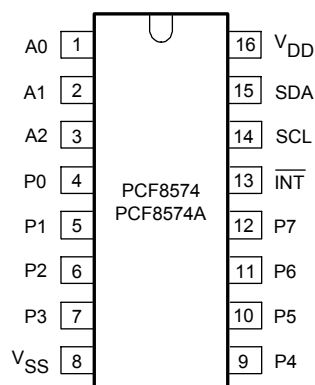 A0 1 16 VDD
A1 2 15 SDA
A2 3 14 SCL
P0 4 13 INT
PCF8574
PCF8574A
P1 5 12 P7
P2 6 11 P6
P3 7 10 P5
VSS 8 9 P4